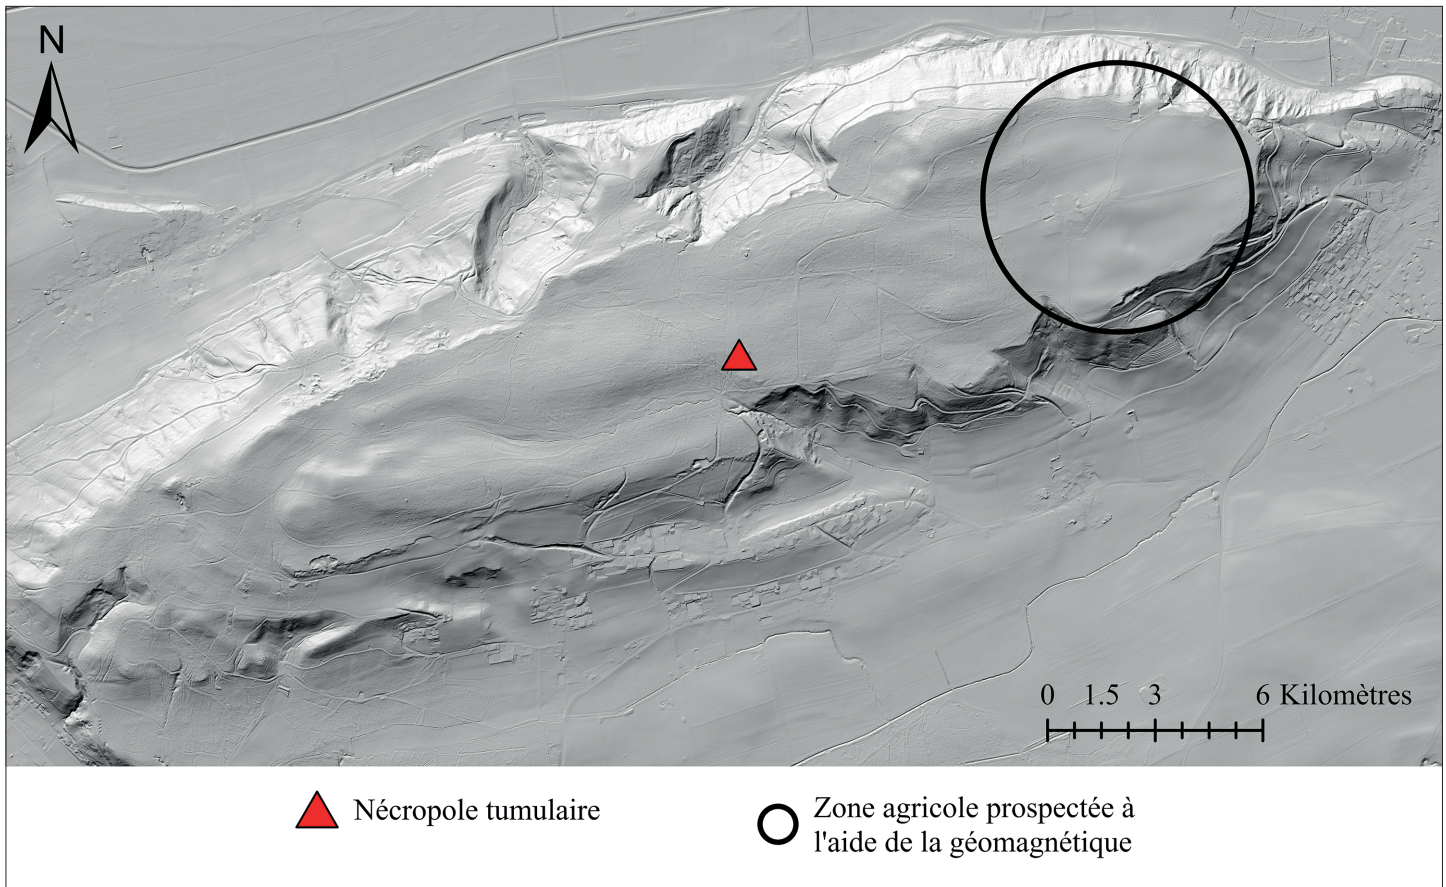 N
0 1.5 3 6 Kilomètres
Nécropole tumulaire
Zone agricole prospectée à
l'aide de la géomagnétique